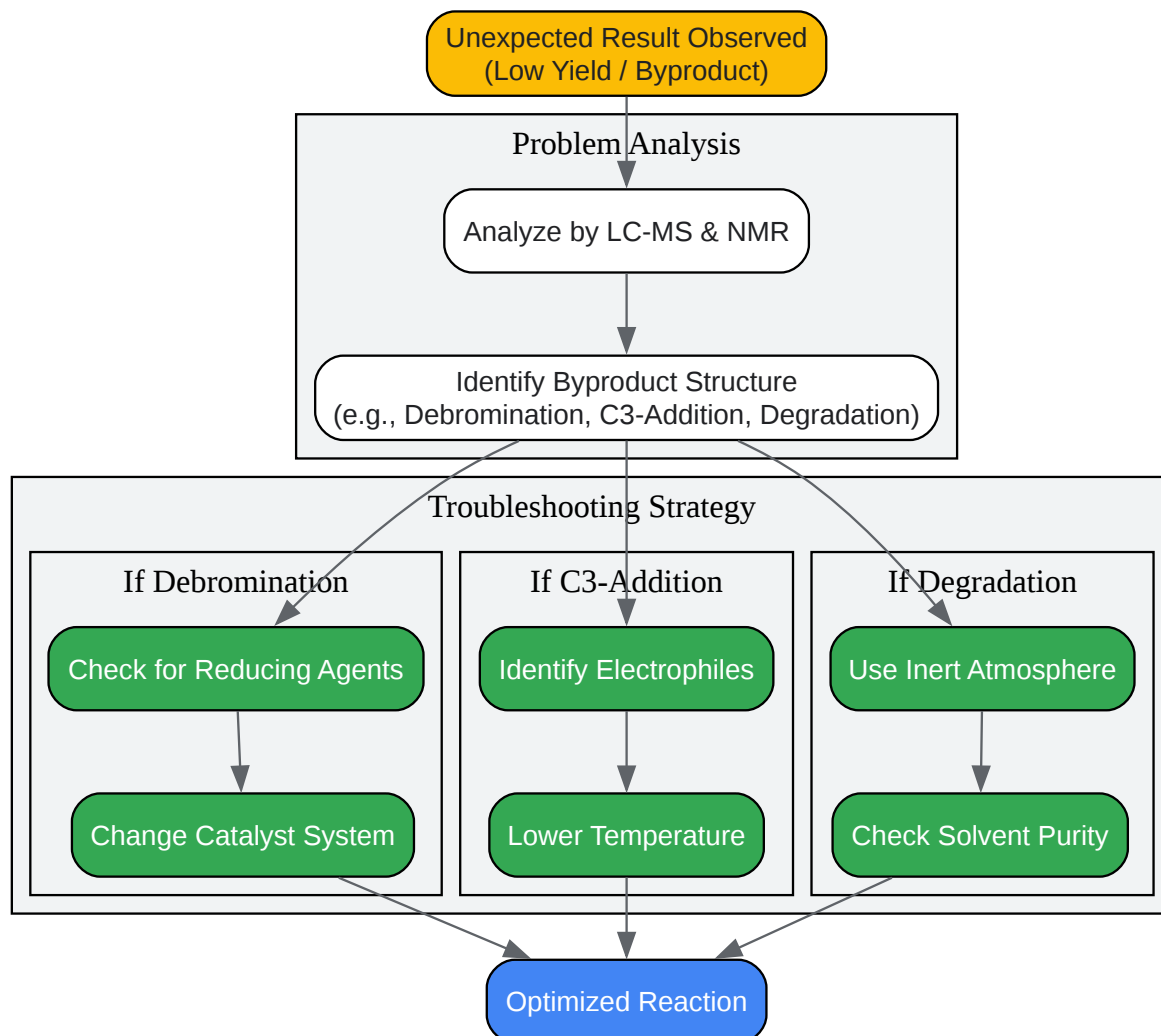 Unexpected Result Observed
(Low Yield / Byproduct)
Problem Analysis
Analyze by LC-MS & NMR
Identify Byproduct Structure
(e.g., Debromination, C3-Addition, Degradation)
Troubleshooting Strategy
If Debromination
If C3-Addition
If Degradation
Check for Reducing Agents
Identify Electrophiles
Use Inert Atmosphere
Change Catalyst System
Lower Temperature
Check Solvent Purity
Optimized Reaction